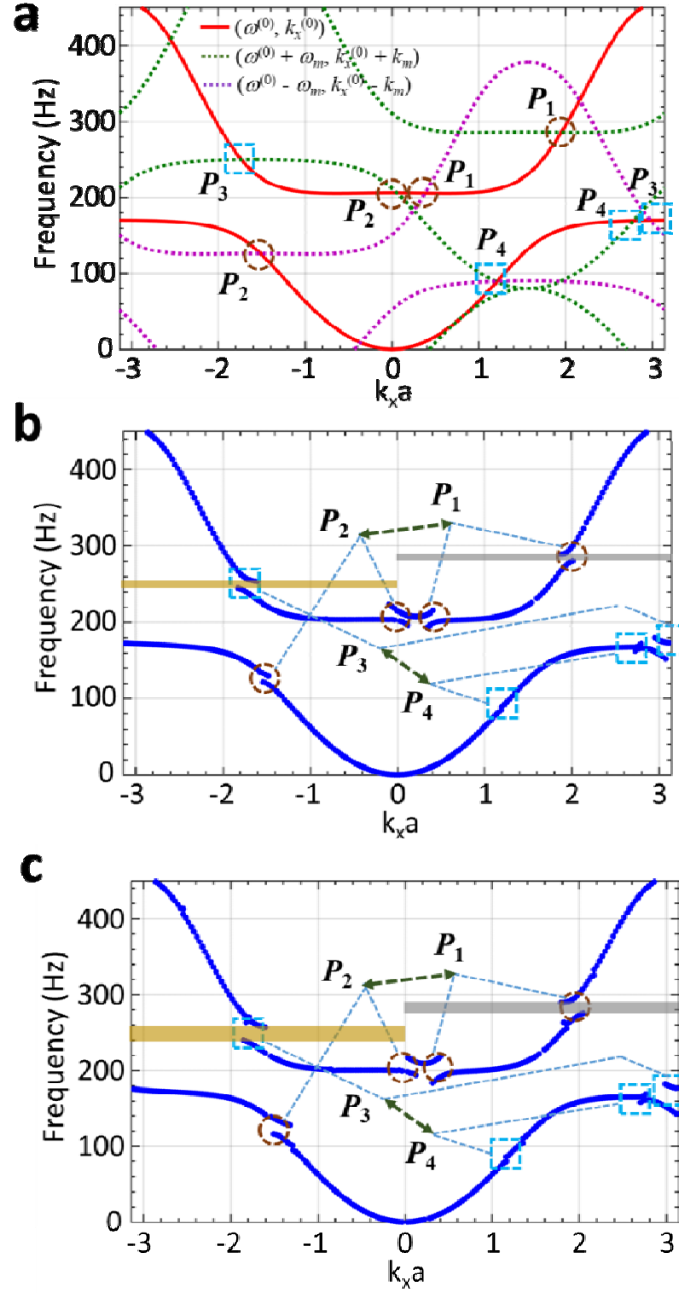 a
(ω⁽⁰⁾, kₓ⁽⁰⁾)
(ω⁽⁰⁾ + ωₘ, kₓ⁽⁰⁾ + kₘ)
(ω⁽⁰⁾ - ωₘ, kₓ⁽⁰⁾ - kₘ)
400
300
200
100
0
Frequency (Hz)
P₁
P₃
P₂
P₁
P₄
P₄
P₃
P₂
-3 -2 -1 0 1 2 3
kₓa
b
400
300
200
100
0
Frequency (Hz)
P₂
P₁
P₃
P₄
-3 -2 -1 0 1 2 3
kₓa
c
400
300
200
100
0
Frequency (Hz)
P₂
P₁
P₃
P₄
-3 -2 -1 0 1 2 3
kₓa